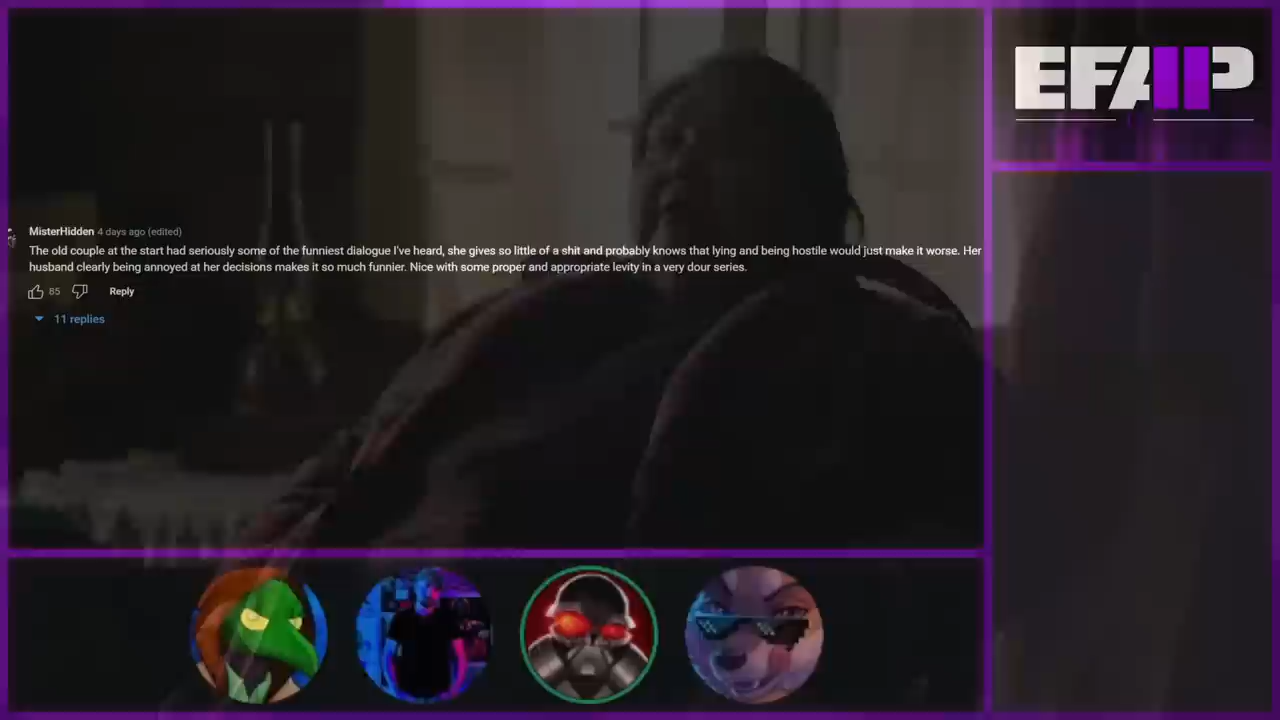 EFAP
MisterHidden 4 days ago (edited)
The old couple at the start had seriously some of the funniest dialogue I've heard, she gives so little of a shit and probably knows that lying and being hostile would just make it worse. Her
husband clearly being annoyed at her decisions makes it so much funnier. Nice with some proper and appropriate levity in a very dour series.
85 Reply
11 replies